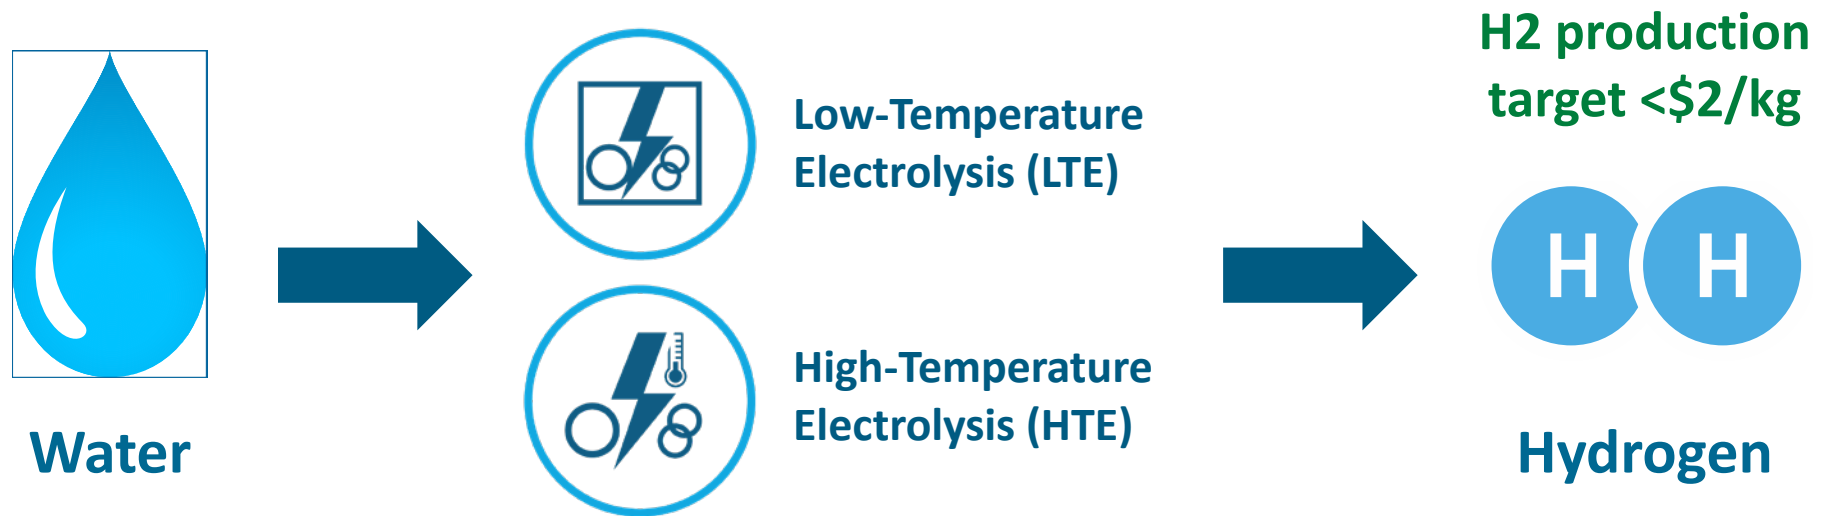 Water
Low-Temperature
Electrolysis (LTE)
High-Temperature
Electrolysis (HTE)
H2 production
target <$2/kg
H H
Hydrogen